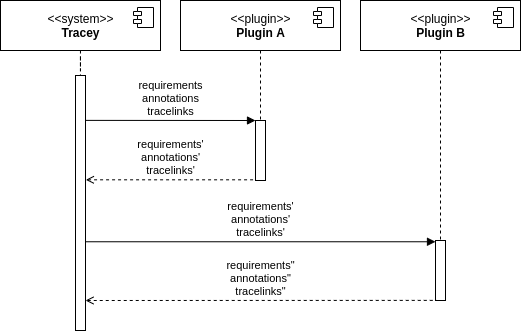 <<system>>
Tracey
<<plugin>>
Plugin A
<<plugin>>
Plugin B
requirements
annotations
tracelinks
requirements'
annotations'
tracelinks'
requirements'
annotations'
tracelinks'
requirements"
annotations"
tracelinks"